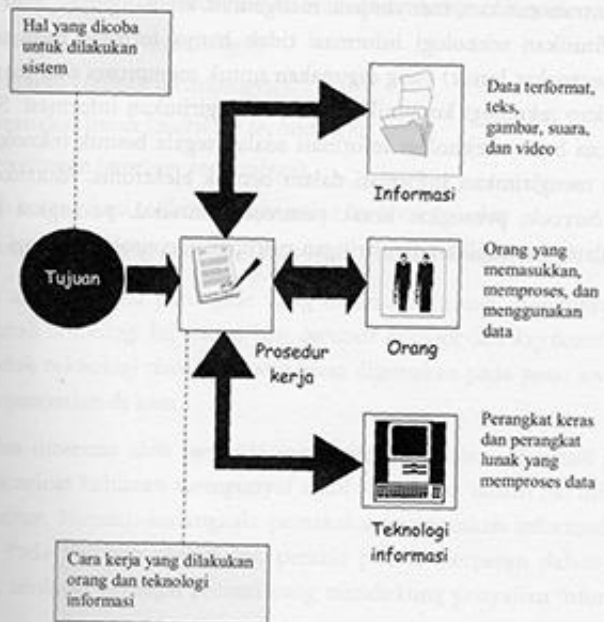 Hal yang dicoba
untuk dilakukan
sistem
Data terformat,
teks,
gambar, suara,
dan video
Informasi
Tujuan
Prosedur
kerja
Orang yang
memasukkan,
memproses, dan
menggunakan
data
Orang
Perangkat keras
dan perangkat
lunak yang
memproses data
Teknologi
informasi
Cara kerja yang dilakukan
orang dan teknologi
informasi